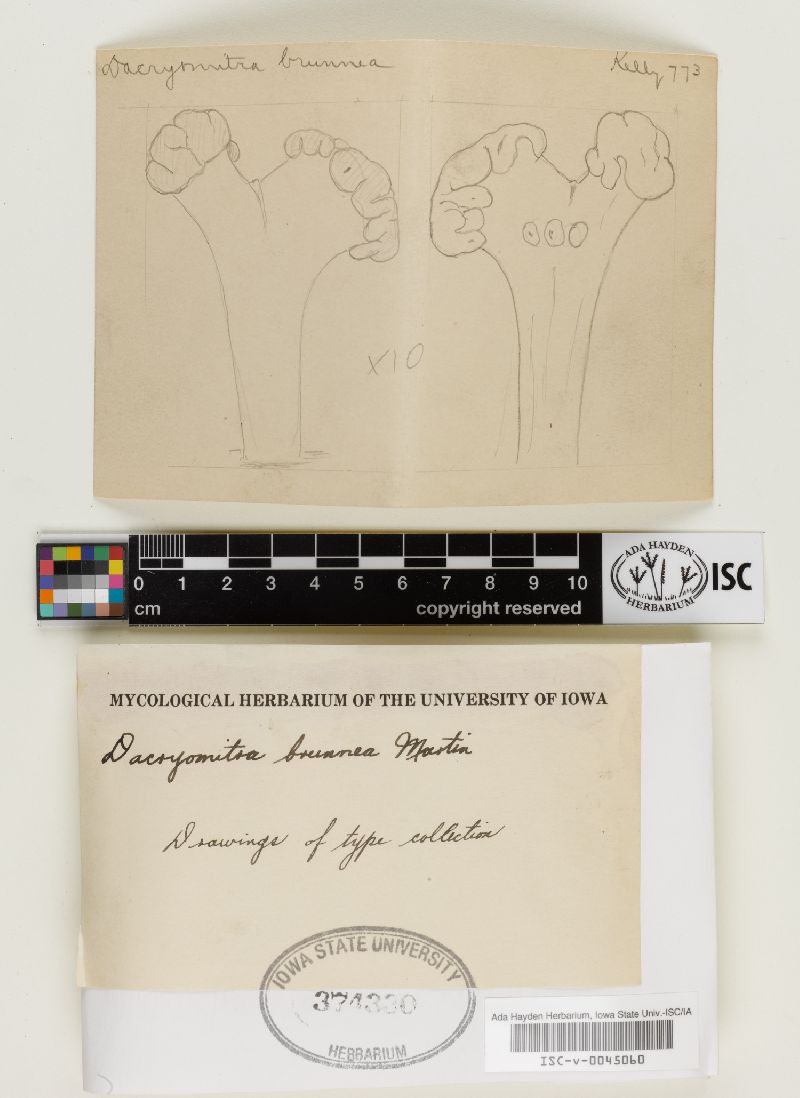 Dacryomitra brunnea
Kelly 773
X10
0 1 2 3 4 5 6 7 8 9 10
cm
copyright reserved
ADA HAYDEN
HERBARIUM
ISC
MYCOLOGICAL HERBARIUM OF THE UNIVERSITY OF IOWA
Dacryomitra brunnea Martin
Drawings of type collection
IOWA STATE UNIVERSITY
374330
HERBARIUM
Ada Hayden Herbarium, Iowa State Univ.-ISC/IA
ISC-v-0045060